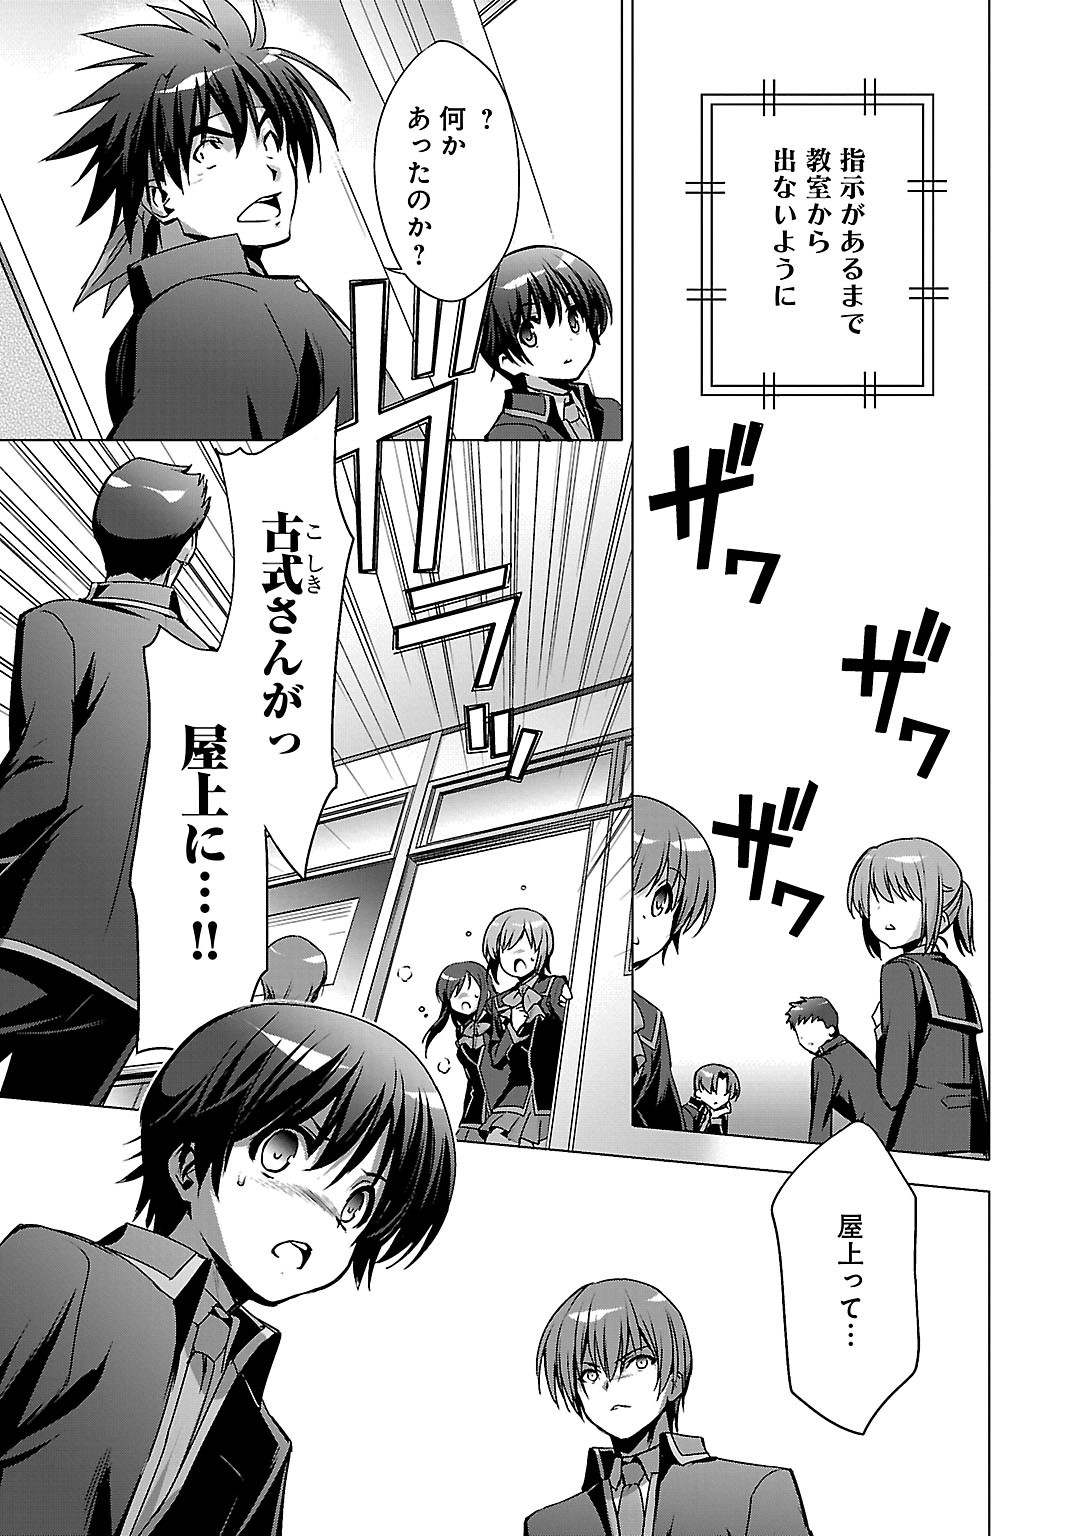 指示があるまで
教室から
出ないように
ザワ
ザワ
ザワ
？
何か
あったのか？
ガラ
古式さんがっ
こしき
屋上に…!!
屋上って…